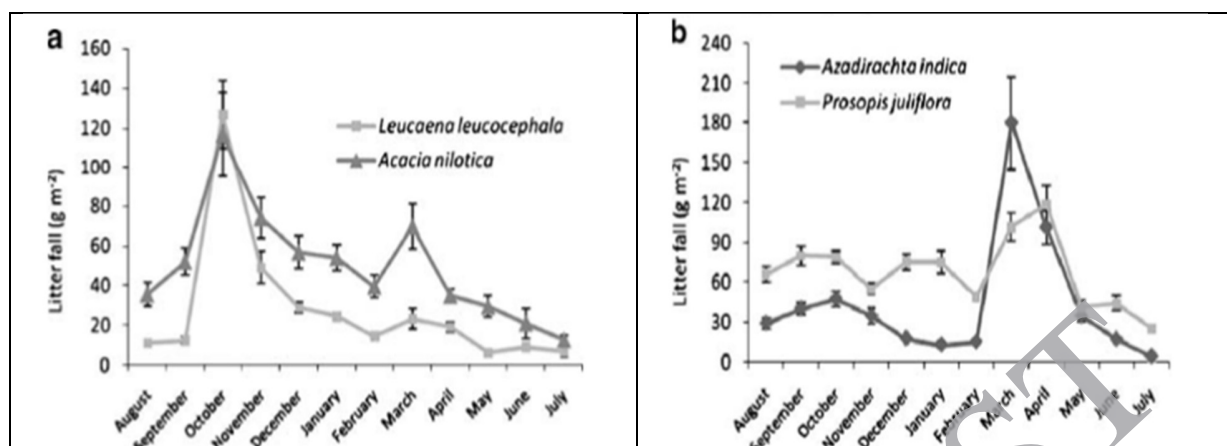 a
160
140
120
100
80
60
40
20
0
Litter fall (g m⁻²)
Leucaena leucocephala
Acacia nilotica
August
September
October
November
December
January
February
March
April
May
June
July
b
240
210
180
150
120
90
60
30
0
Litter fall (g m⁻²)
Azadirachta indica
Prosopis juliflora
August
September
October
November
December
January
February
March
April
May
June
July
ST